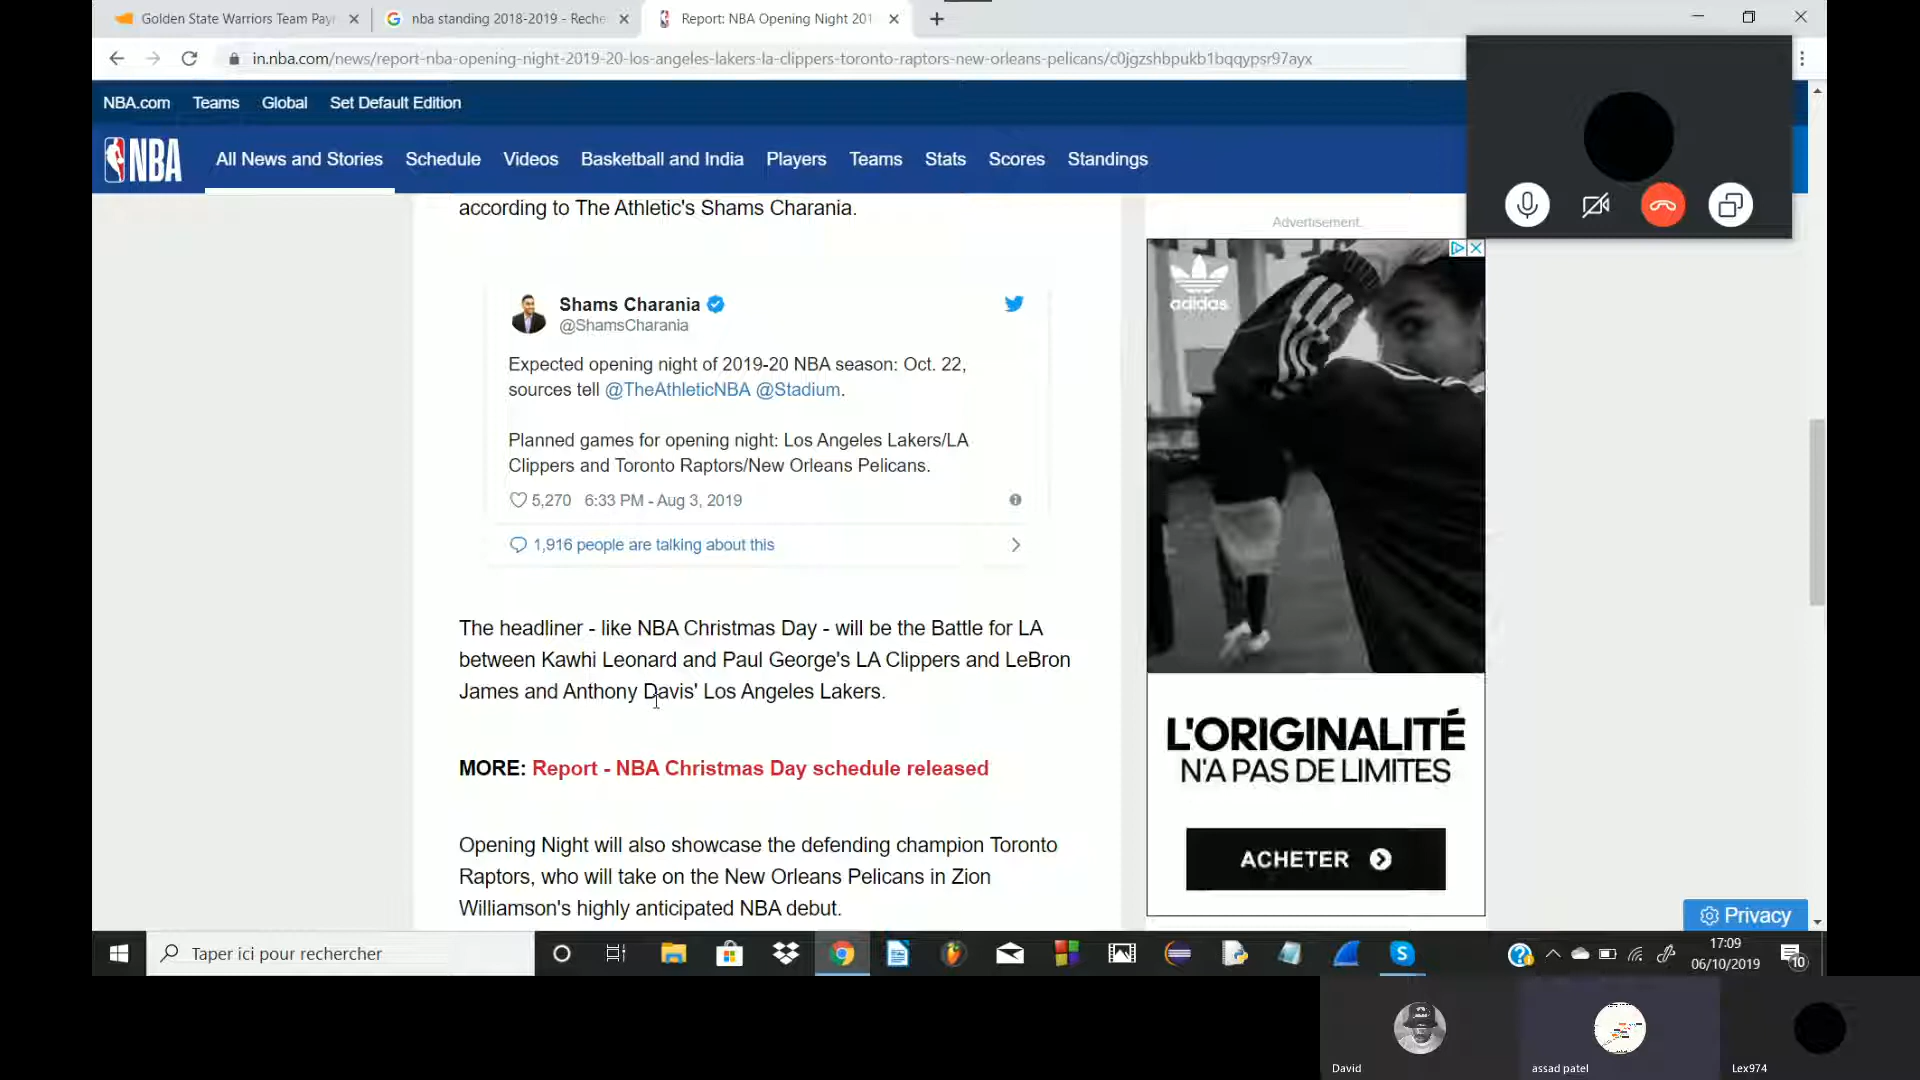 Golden State Warriors Team Payr
nba standing 2018-2019 - Reche
Report: NBA Opening Night 201
in.nba.com/news/report-nba-opening-night-2019-20-los-angeles-lakers-la-clippers-toronto-raptors-new-orleans-pelicans/c0jgzshbpukb1bqqypsr97ayx
NBA.com Teams Global Set Default Edition
NBA All News and Stories Schedule Videos Basketball and India Players Teams Stats Scores Standings
according to The Athletic's Shams Charania.
Advertisement.
adidas
Shams Charania
@ShamsCharania
Expected opening night of 2019-20 NBA season: Oct. 22,
sources tell @TheAthleticNBA @Stadium.
Planned games for opening night: Los Angeles Lakers/LA
Clippers and Toronto Raptors/New Orleans Pelicans.
5,270 6:33 PM - Aug 3, 2019
1,916 people are talking about this
The headliner - like NBA Christmas Day - will be the Battle for LA
between Kawhi Leonard and Paul George's LA Clippers and LeBron
James and Anthony Davis' Los Angeles Lakers.
MORE: Report - NBA Christmas Day schedule released
Opening Night will also showcase the defending champion Toronto
Raptors, who will take on the New Orleans Pelicans in Zion
Williamson's highly anticipated NBA debut.
L'ORIGINALITÉ
N'A PAS DE LIMITES
ACHETER
Privacy
Taper ici pour rechercher
17:09
06/10/2019
10
David
assad patel
Lex974